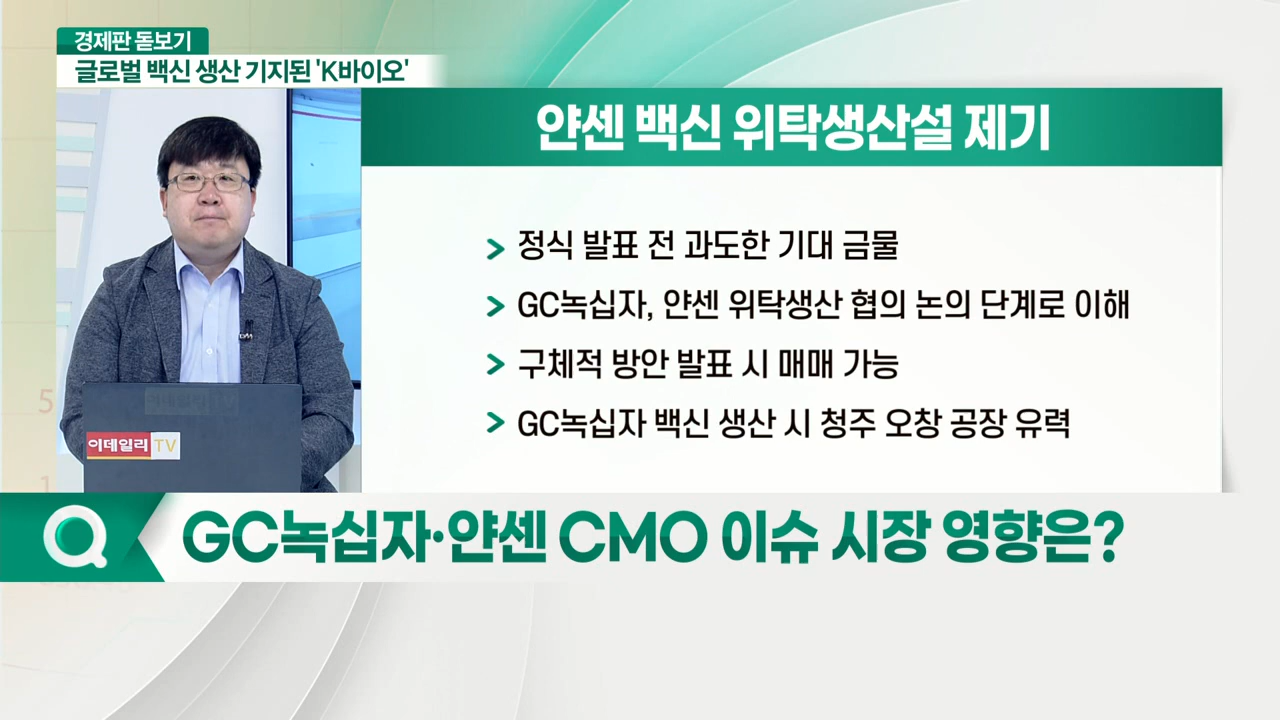 경제판 돋보기
글로벌 백신 생산 기지된 'K바이오'
얀센 백신 위탁생산설 제기
정식 발표 전 과도한 기대 금물
GC녹십자, 얀센 위탁생산 협의 논의 단계로 이해
구체적 방안 발표 시 매매 가능
GC녹십자 백신 생산 시 청주 오창 공장 유력
이데일리 TV
GC녹십자·얀센 CMO 이슈 시장 영향은?